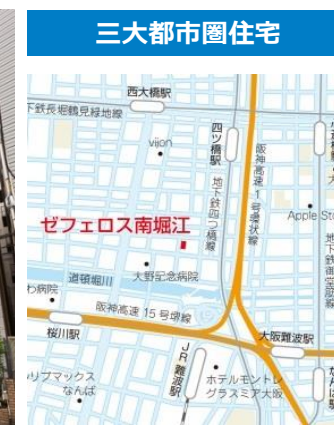 三大都市圏住宅
西大橋駅
下鉄長堀鶴見緑地線
vijon
四ツ橋駅
地下鉄四つ橋線
阪神高速1号環状線
Apple Sto
ゼフェロス南堀江
道頓堀川
大野記念病院
わ病院
阪神高速15号堺線
桜川駅
大阪難波駅
JR難波駅
ホテルモントレ
グラスミア大阪
リブマックス
なんば